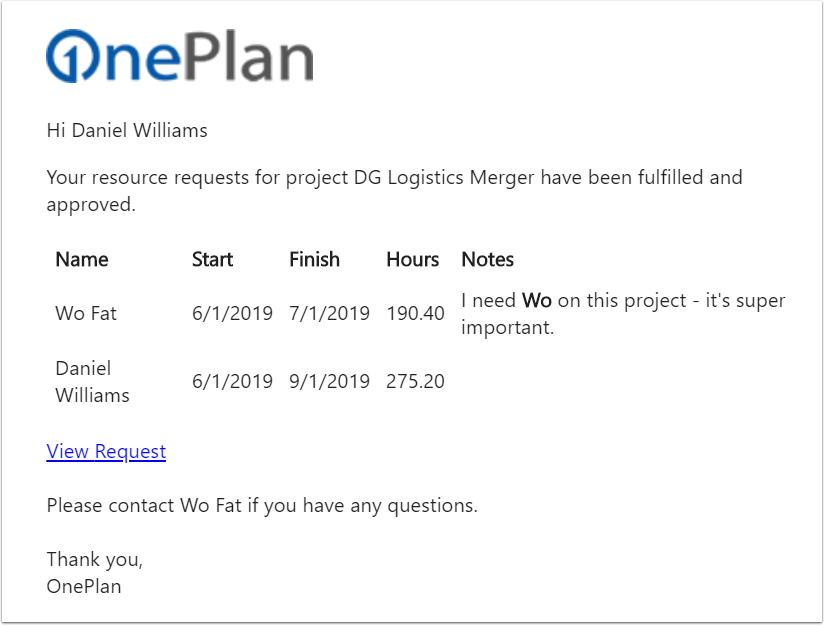 OnePlan
Hi Daniel Williams
Your resource requests for project DG Logistics Merger have been fulfilled and
approved.
Name Start Finish Hours Notes
Wo Fat 6/1/2019 7/1/2019 190.40 I need Wo on this project - it's super
important.
Daniel
Williams 6/1/2019 9/1/2019 275.20
View Request
Please contact Wo Fat if you have any questions.
Thank you,
OnePlan